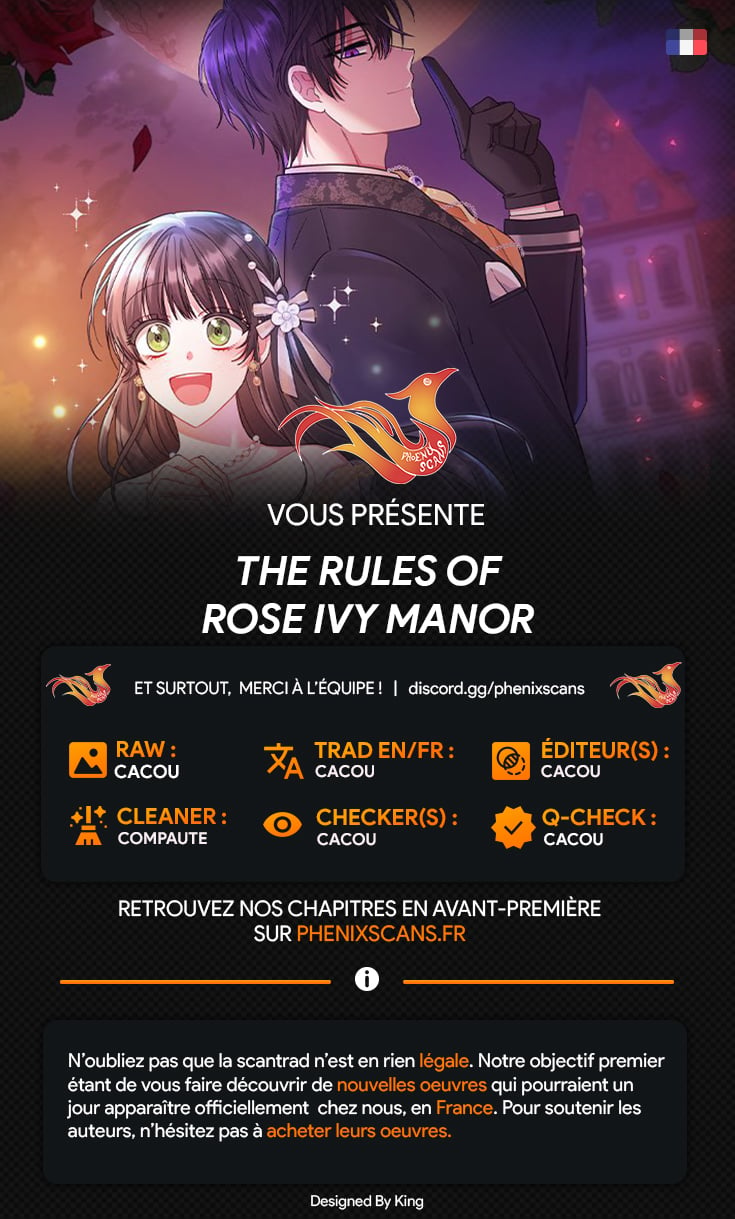 PHOENIX
SCANS
VOUS PRÉSENTE
THE RULES OF
ROSE IVY MANOR
ET SURTOUT, MERCI À L'ÉQUIPE ! | discord.gg/phenixscans
RAW :
CACOU
TRAD EN/FR :
CACOU
ÉDITEUR(S) :
CACOU
CLEANER :
COMPAUTE
CHECKER(S) :
CACOU
Q-CHECK :
CACOU
RETROUVEZ NOS CHAPITRES EN AVANT-PREMIÈRE
SUR PHENIXSCANS.FR
N'oubliez pas que la scantrad n'est en rien légale. Notre objectif premier
étant de vous faire découvrir de nouvelles oeuvres qui pourraient un
jour apparaître officiellement chez nous, en France. Pour soutenir les
auteurs, n'hésitez pas à acheter leurs oeuvres.
Designed By King